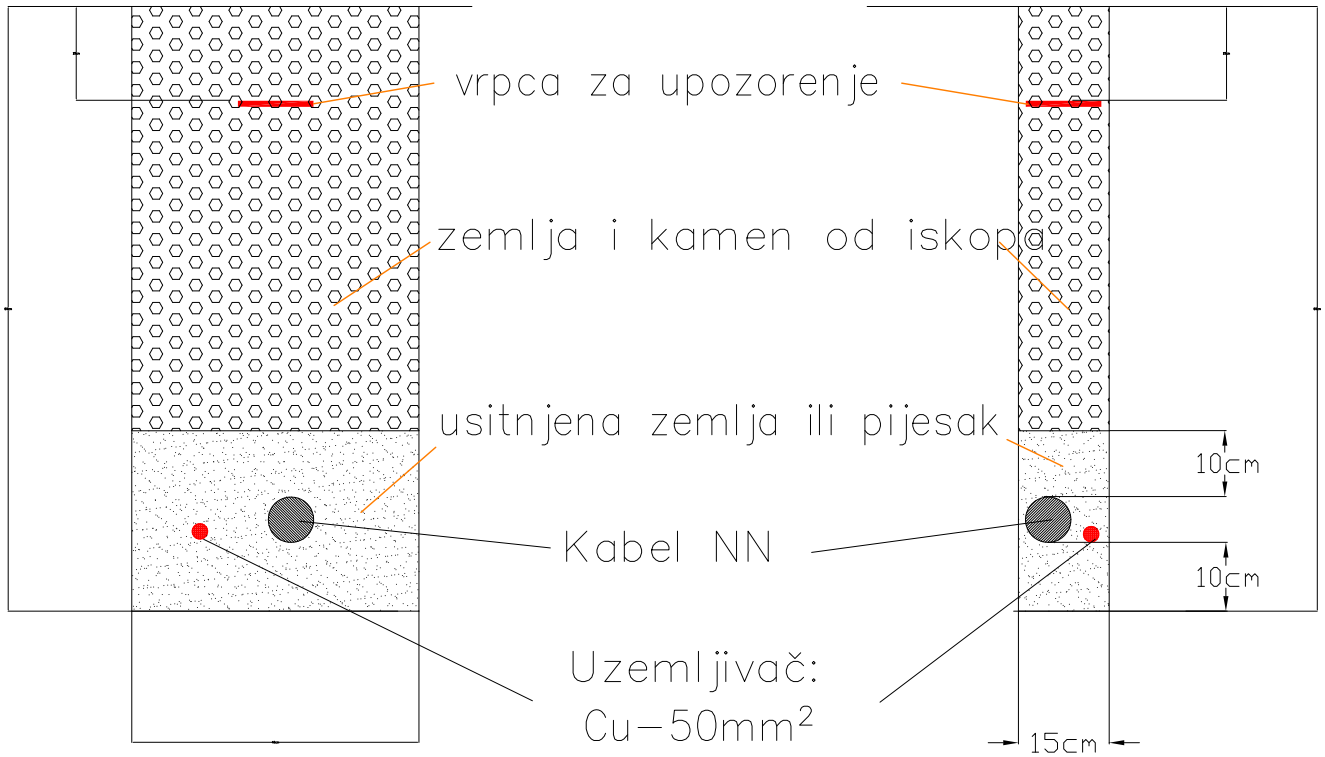 vrpca za upozorenje
zemlja i kamen od iskopa
usitnjena zemlja ili pijesak
10cm
Kabel NN
10cm
Uzemljivač:
Cu-50mm²
15cm